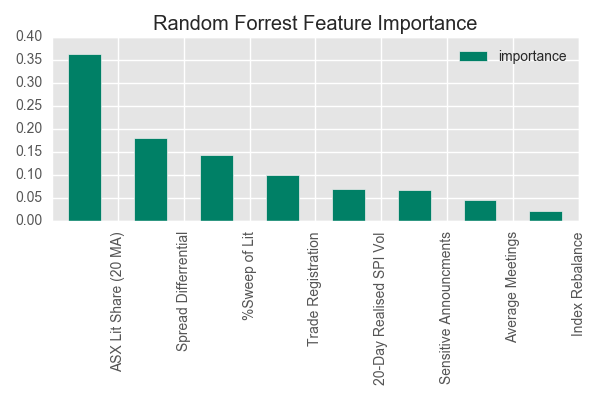 Random Forrest Feature Importance
importance
0.40
0.35
0.30
0.25
0.20
0.15
0.10
0.05
0.00
ASX Lit Share (20 MA)
Spread Differrential
%Sweep of Lit
Trade Registration
20-Day Realised SPI Vol
Sensitive Announcments
Average Meetings
Index Rebalance